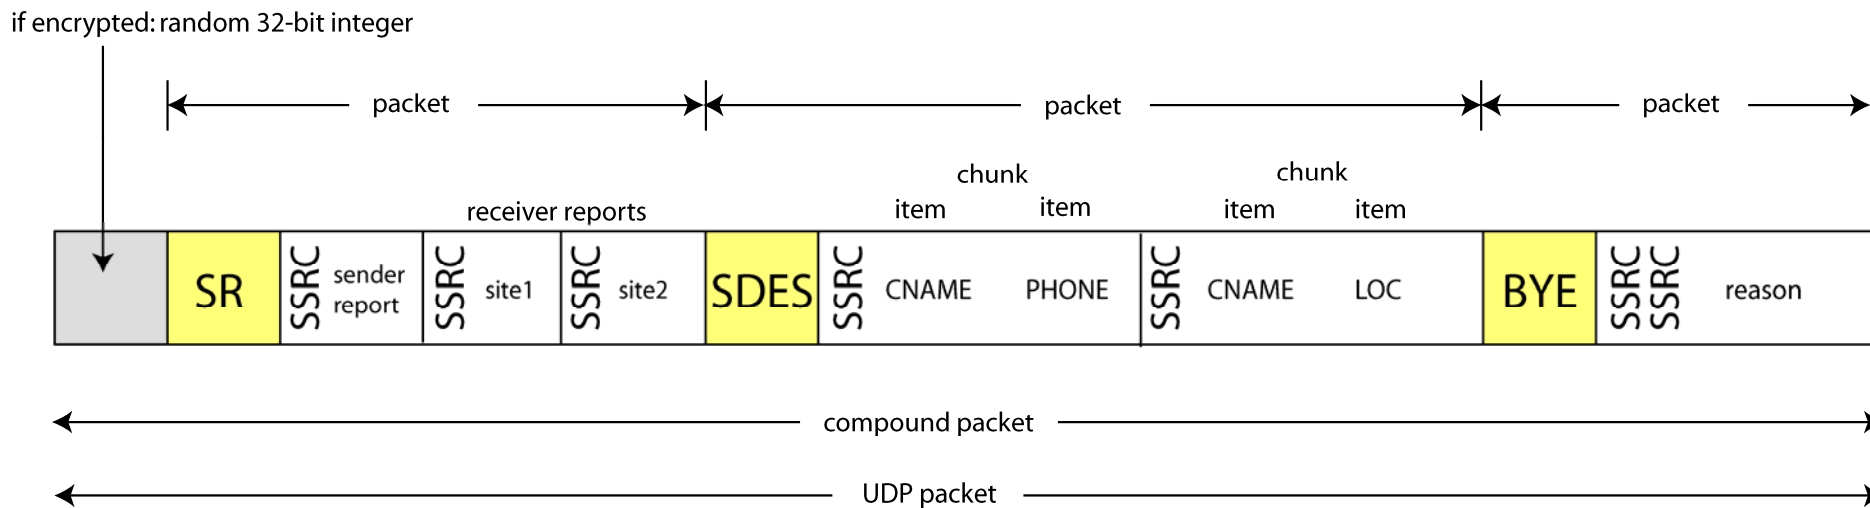 if encrypted: random 32-bit integer
packet packet packet
chunk chunk
receiver reports item item item item
SR SSRC sender report SSRC site1 SSRC site2 SDES SSRC CNAME PHONE SSRC CNAME LOC BYE SSRC SSRC reason
compound packet
UDP packet